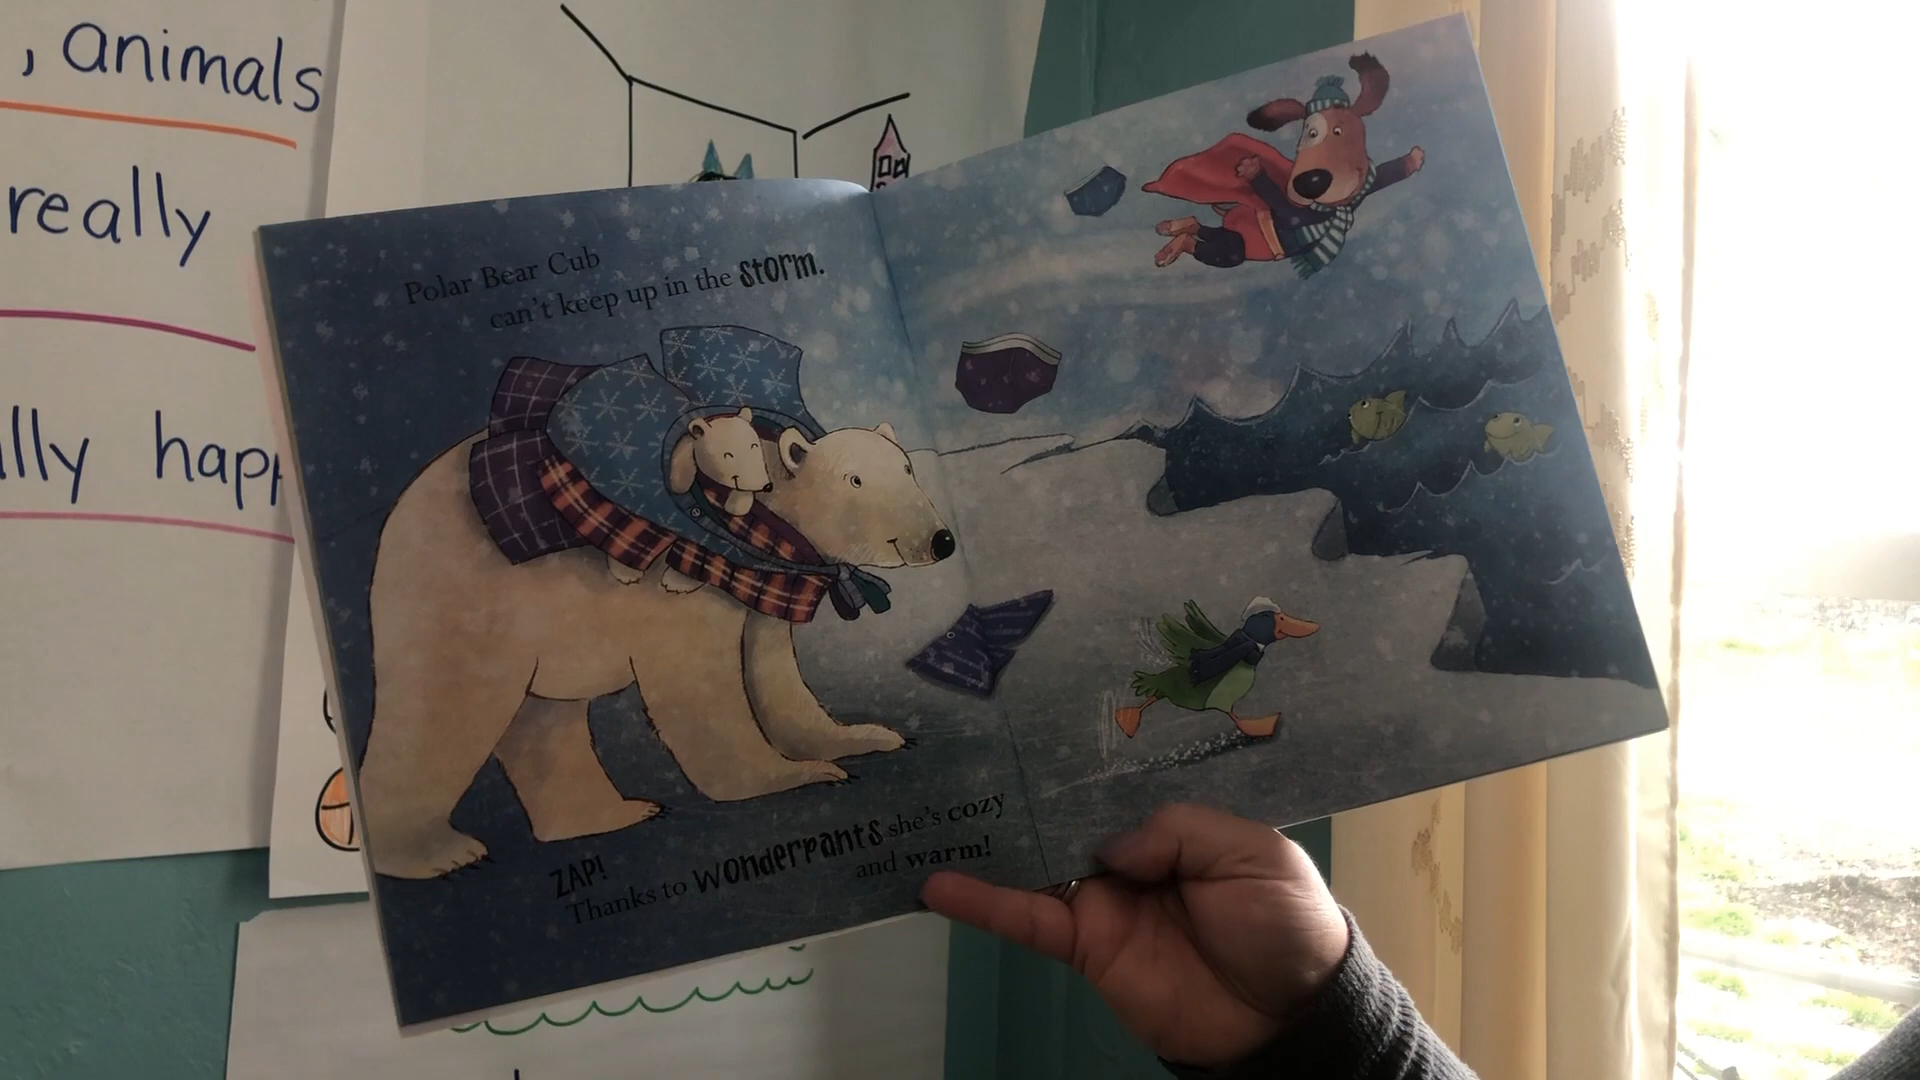 , animals
really
lly hap
Polar Bear Cub
can't keep up in the storm.
ZAP!
Thanks to wonderpants she's cozy
and warm!